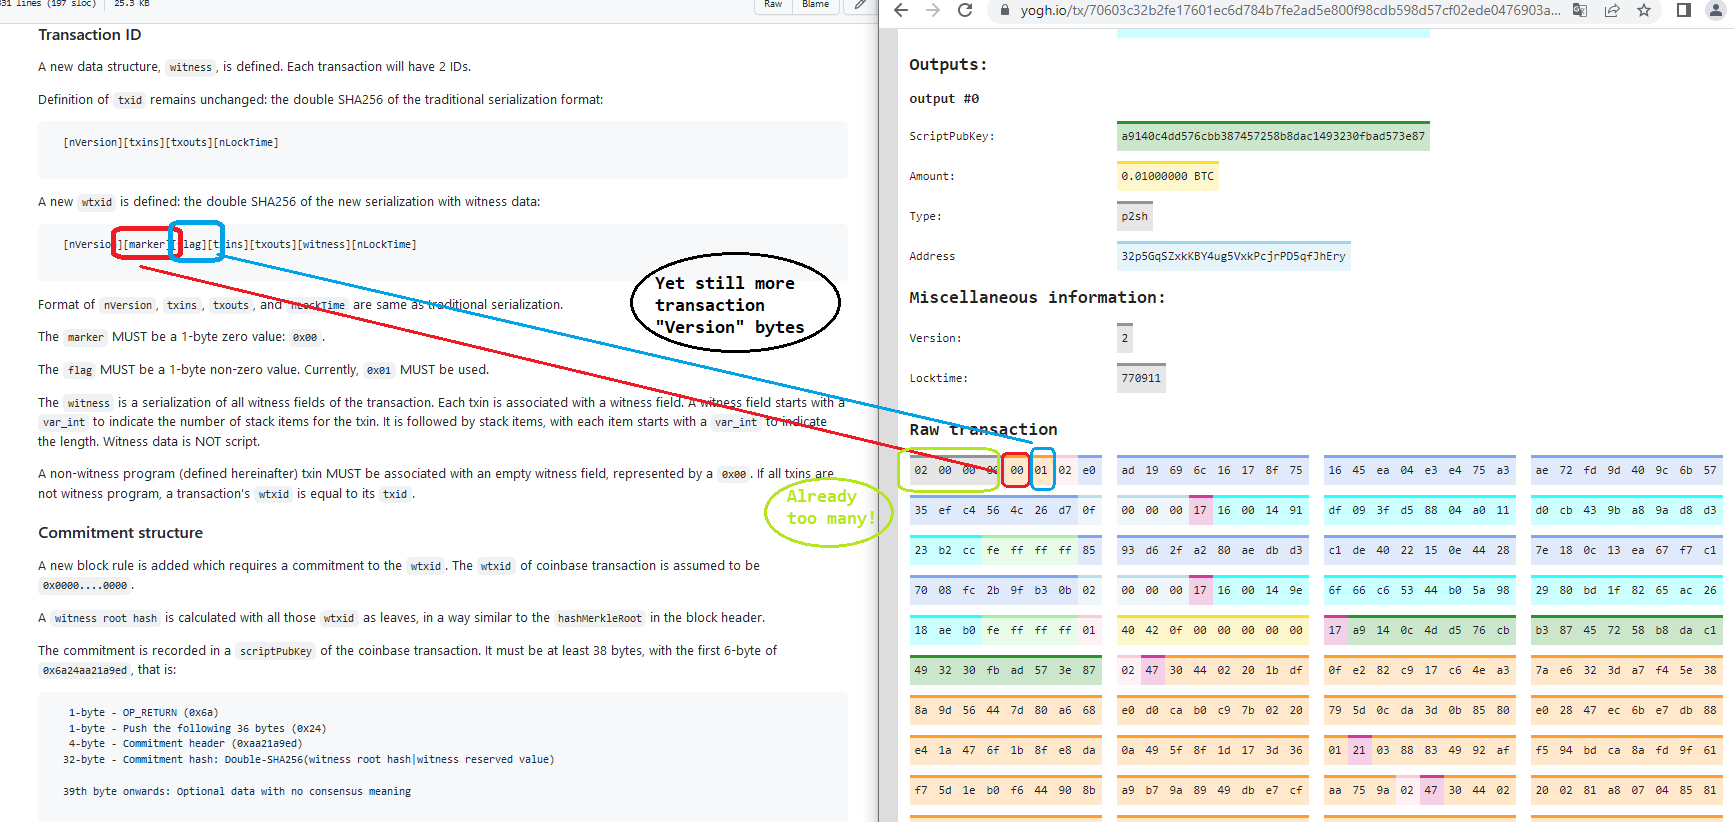 331 lines (197 sloc) 25.3 KB
Raw Blame
Transaction ID
A new data structure, witness, is defined. Each transaction will have 2 IDs.
Definition of txid remains unchanged: the double SHA256 of the traditional serialization format:
[nVersion][txins][txouts][nLockTime]
A new wtxid is defined: the double SHA256 of the new serialization with witness data:
[nVersion][marker][flag][txins][txouts][witness][nLockTime]
Format of nVersion, txins, txouts, and nLockTime are same as traditional serialization.
The marker MUST be a 1-byte zero value: 0x00.
The flag MUST be a 1-byte non-zero value. Currently, 0x01 MUST be used.
The witness is a serialization of all witness fields of the transaction. Each txin is associated with a witness field. A witness field starts with a
var_int to indicate the number of stack items for the txin. It is followed by stack items, with each item starts with a var_int to indicate
the length. Witness data is NOT script.
A non-witness program (defined hereinafter) txin MUST be associated with an empty witness field, represented by a 0x00. If all txins are
not witness program, a transaction's wtxid is equal to its txid.
Commitment structure
A new block rule is added which requires a commitment to the wtxid. The wtxid of coinbase transaction is assumed to be
0x0000....0000.
A witness root hash is calculated with all those wtxid as leaves, in a way similar to the hashMerkleRoot in the block header.
The commitment is recorded in a scriptPubKey of the coinbase transaction. It must be at least 38 bytes, with the first 6-byte of
0x6a24aa21a9ed, that is:
1-byte - OP_RETURN (0x6a)
1-byte - Push the following 36 bytes (0x24)
4-byte - Commitment header (0xaa21a9ed)
32-byte - Commitment hash: Double-SHA256(witness root hash|witness reserved value)
39th byte onwards: Optional data with no consensus meaning
Yet still more
transaction
"Version" bytes
Already
too many!
yogh.io/tx/70603c32b2fe17601ec6d784b7fe2ad5e800f98cdb598d57cf02ede0476903a...
Outputs:
output #0
ScriptPubKey: a9140c4dd576cbb387457258b8dac1493230fbad573e87
Amount: 0.01000000 BTC
Type: p2sh
Address 32p5GqSZxkKBY4ug5VxkPcjrPD5qfJhEry
Miscellaneous information:
Version: 2
Locktime: 770911
Raw transaction
02 00 00 00 00 01 02 e0 ad 19 69 6c 16 17 8f 75 16 45 ea 04 e3 e4 75 a3 ae 72 fd 9d 40 9c 6b 57
35 ef c4 56 4c 26 d7 0f 00 00 00 17 16 00 14 91 df 09 3f d5 88 04 a0 11 d0 cb 43 9b a8 9a d8 d3
23 b2 cc fe ff ff ff 85 93 d6 2f a2 80 ae db d3 c1 de 40 22 15 0e 44 28 7e 18 0c 13 ea 67 f7 c1
70 08 fc 2b 9f b3 0b 02 00 00 00 17 16 00 14 9e 6f 66 c6 53 44 b0 5a 98 29 80 bd 1f 82 65 ac 26
18 ae b0 fe ff ff ff 01 40 42 0f 00 00 00 00 00 17 a9 14 0c 4d d5 76 cb b3 87 45 72 58 b8 da c1
49 32 30 fb ad 57 3e 87 02 47 30 44 02 20 1b df 0f e2 82 c9 17 c6 4e a3 7a e6 32 3d a7 f4 5e 38
8a 9d 56 44 7d 80 a6 68 e0 d0 ca b0 c9 7b 02 20 79 5d 0c da 3d 0b 85 80 e0 28 47 ec 6b e7 db 88
e4 1a 47 6f 1b 8f e8 da 0a 49 5f 8f 1d 17 3d 36 01 21 03 88 83 49 92 af f5 94 bd ca 8a fd 9f 61
f7 5d 1e b0 f6 44 90 8b a9 b7 9a 89 49 db e7 cf aa 75 9a 02 47 30 44 02 20 02 81 a8 07 04 85 81